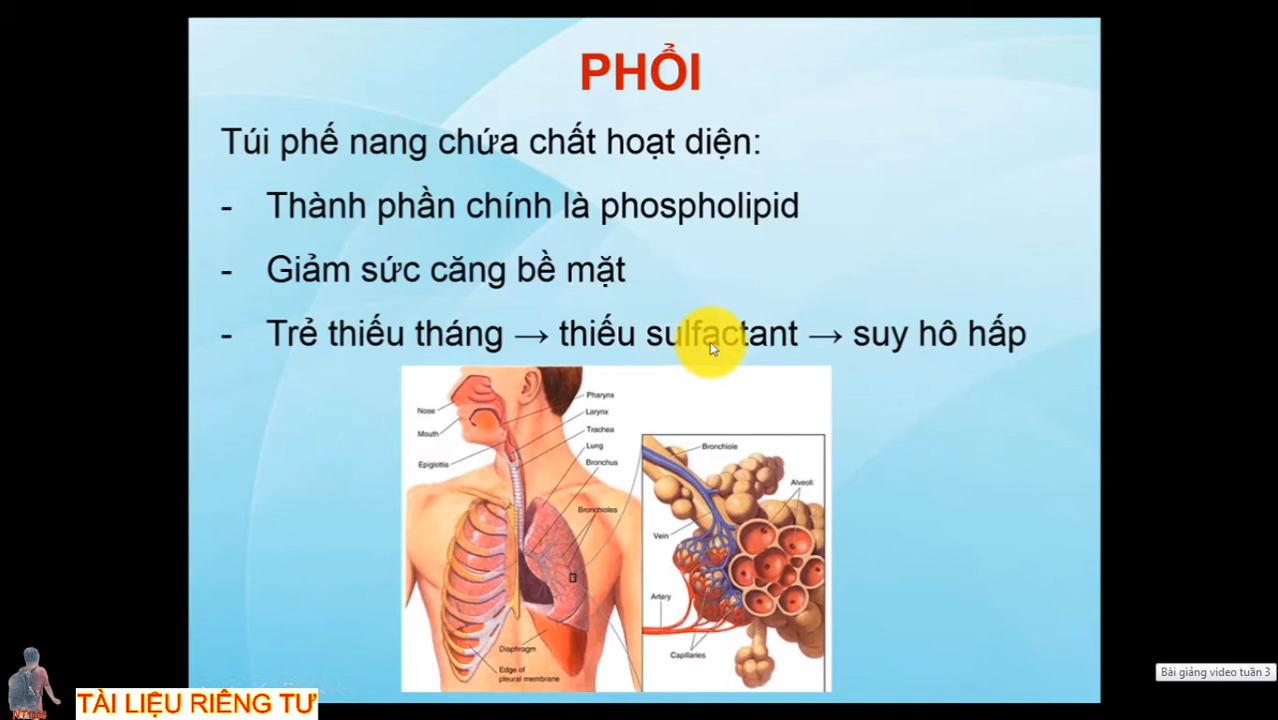 PHỔI
Túi phế nang chứa chất hoạt diện:
- Thành phần chính là phospholipid
- Giảm sức căng bề mặt
- Trẻ thiếu tháng → thiếu sulfactant → suy hô hấp
Nose
Mouth
Epiglottis
Pharynx
Larynx
Trachea
Lung
Bronchus
Bronchioles
Diaphragm
Edge of
pleural membrane
Bronchiole
Alveoli
Vein
Artery
Capillaries
Bài giảng video tuần 3
TÀI LIỆU RIÊNG TƯ